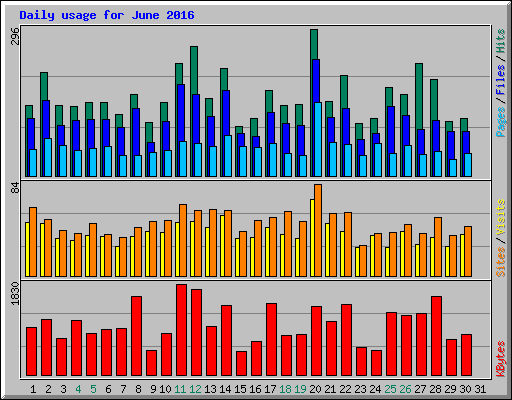 Daily usage for June 2016
296
Pages / Files / Hits
84
Sites / Visits
1830
KBytes
1 2 3 4 5 6 7 8 9 10 11 12 13 14 15 16 17 18 19 20 21 22 23 24 25 26 27 28 29 30 31